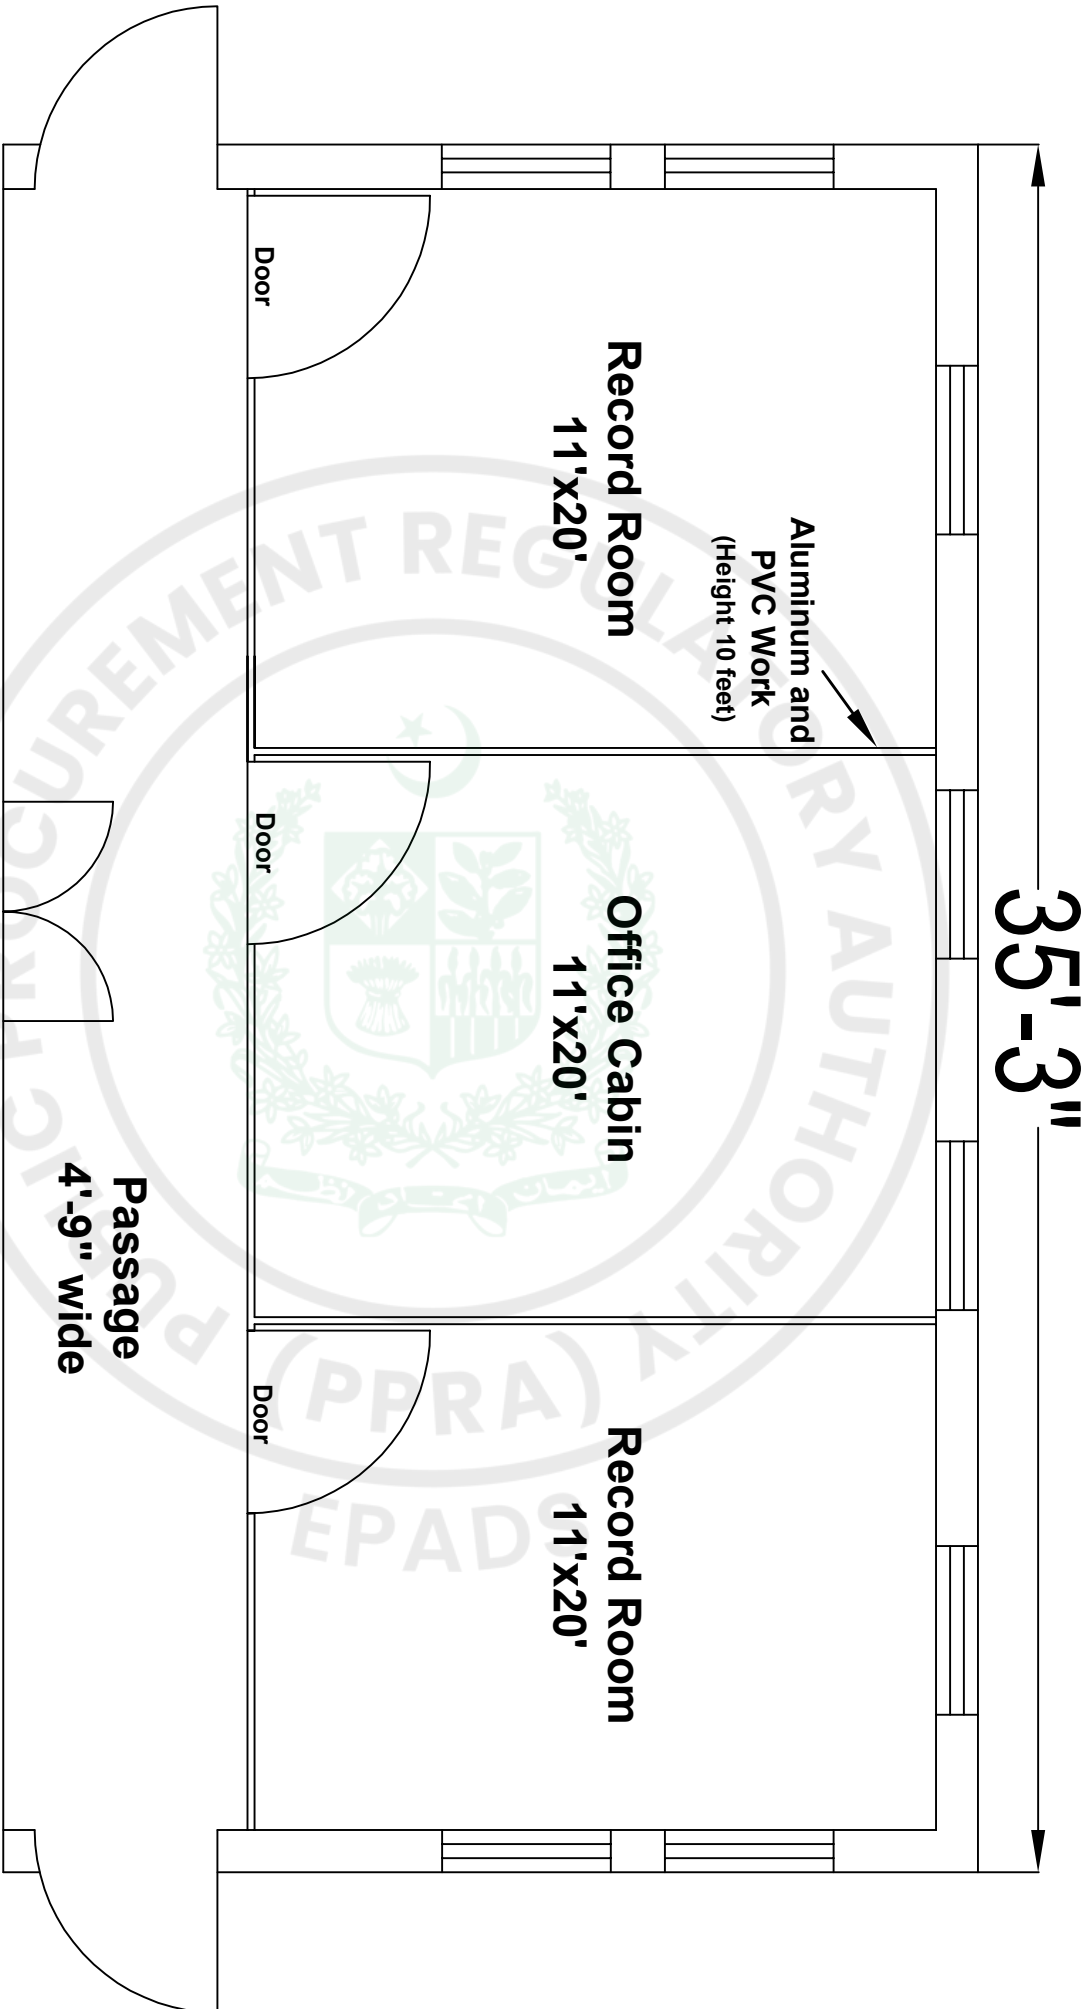 35'-3"
Aluminum and
PVC Work
(Height 10 feet)
Record Room
11'x20'
Office Cabin
11'x20'
Record Room
11'x20'
Door
Door
Door
Passage
4'-9" wide
PUBLIC PROCUREMENT REGULATORY AUTHORITY
(PPRA)
EPADS